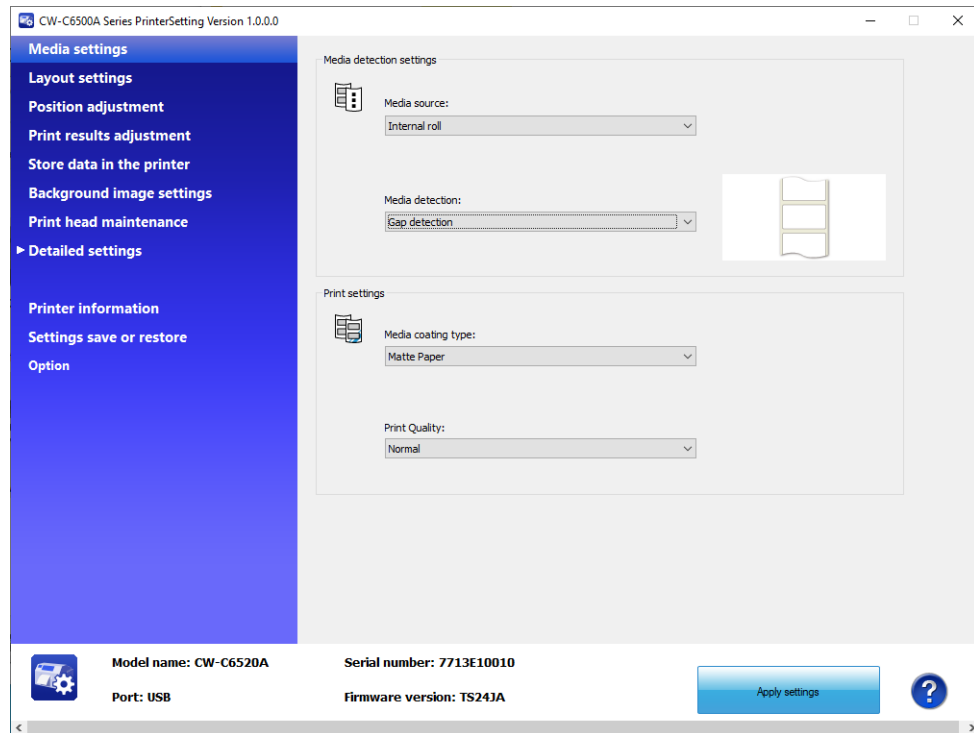 CW-C6500A Series PrinterSetting Version 1.0.0.0
Media settings
Layout settings
Position adjustment
Print results adjustment
Store data in the printer
Background image settings
Print head maintenance
Detailed settings
Printer information
Settings save or restore
Option
Media detection settings
Media source:
Internal roll
Media detection:
Gap detection
Print settings
Media coating type:
Matte Paper
Print Quality:
Normal
Model name: CW-C6520A
Serial number: 7713E10010
Port: USB
Firmware version: TS24JA
Apply settings
?